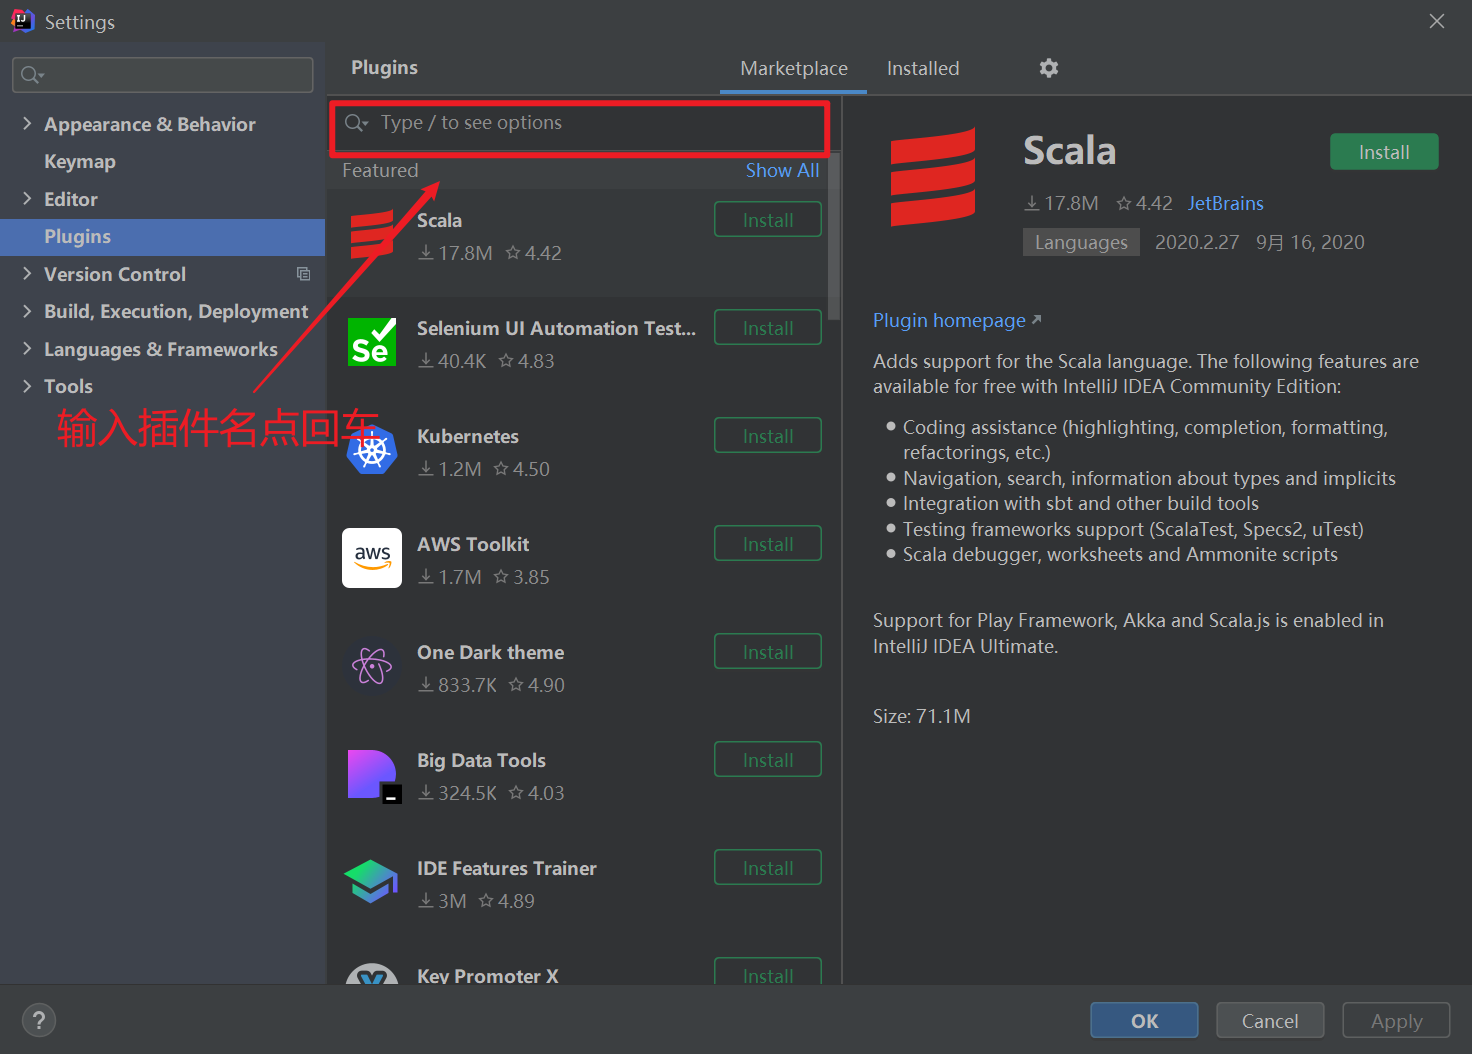 Settings
Plugins
Marketplace
Installed
Appearance & Behavior
Keymap
Editor
Plugins
Version Control
Build, Execution, Deployment
Languages & Frameworks
Tools
输入插件名点回车
Type / to see options
Featured
Show All
Scala
Install
17.8M 4.42
Selenium UI Automation Test...
Install
40.4K 4.83
Se
Kubernetes
Install
1.2M 4.50
aws
AWS Toolkit
Install
1.7M 3.85
One Dark theme
Install
833.7K 4.90
Big Data Tools
Install
324.5K 4.03
IDE Features Trainer
Install
3M 4.89
Key Promoter X
Install
Scala
Install
17.8M 4.42 JetBrains
Languages 2020.2.27 9月 16, 2020
Plugin homepage
Adds support for the Scala language. The following features are
available for free with IntelliJ IDEA Community Edition:
Coding assistance (highlighting, completion, formatting,
refactorings, etc.)
Navigation, search, information about types and implicits
Integration with sbt and other build tools
Testing frameworks support (ScalaTest, Specs2, uTest)
Scala debugger, worksheets and Ammonite scripts
Support for Play Framework, Akka and Scala.js is enabled in
IntelliJ IDEA Ultimate.
Size: 71.1M
?
OK
Cancel
Apply